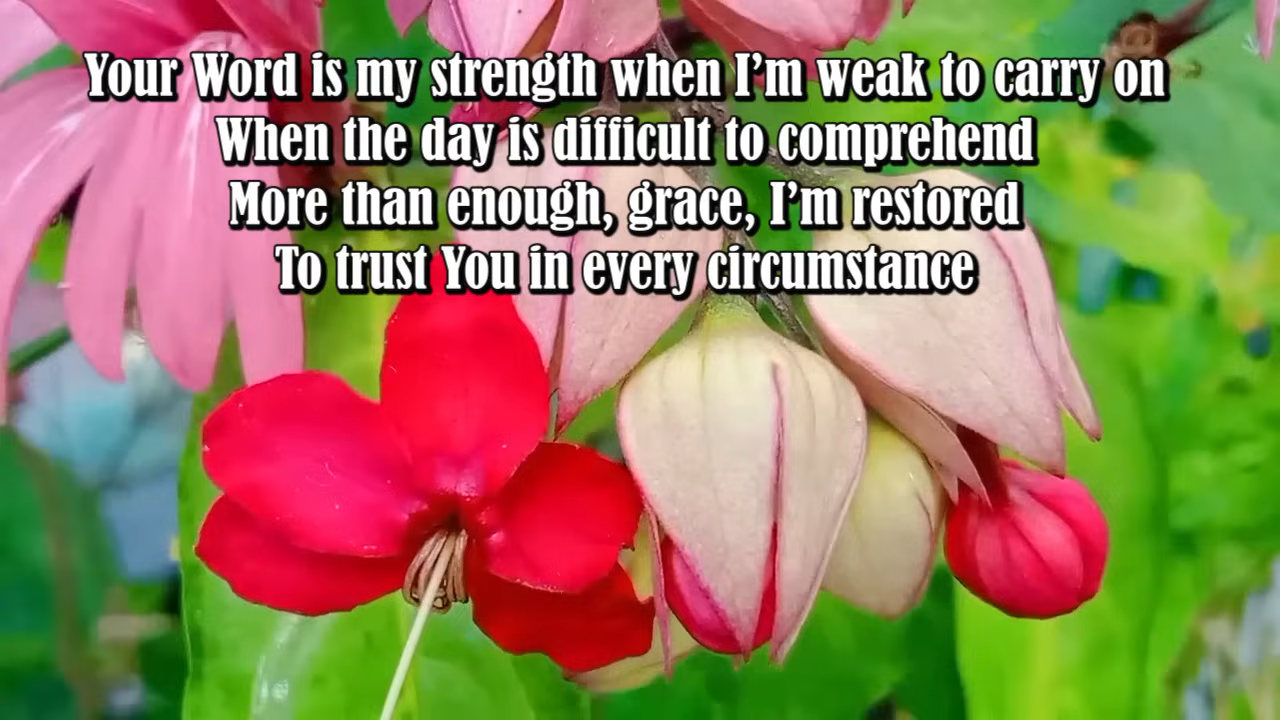 Your Word is my strength when I'm weak to carry on
When the day is difficult to comprehend
More than enough, grace, I'm restored
To trust You in every circumstance